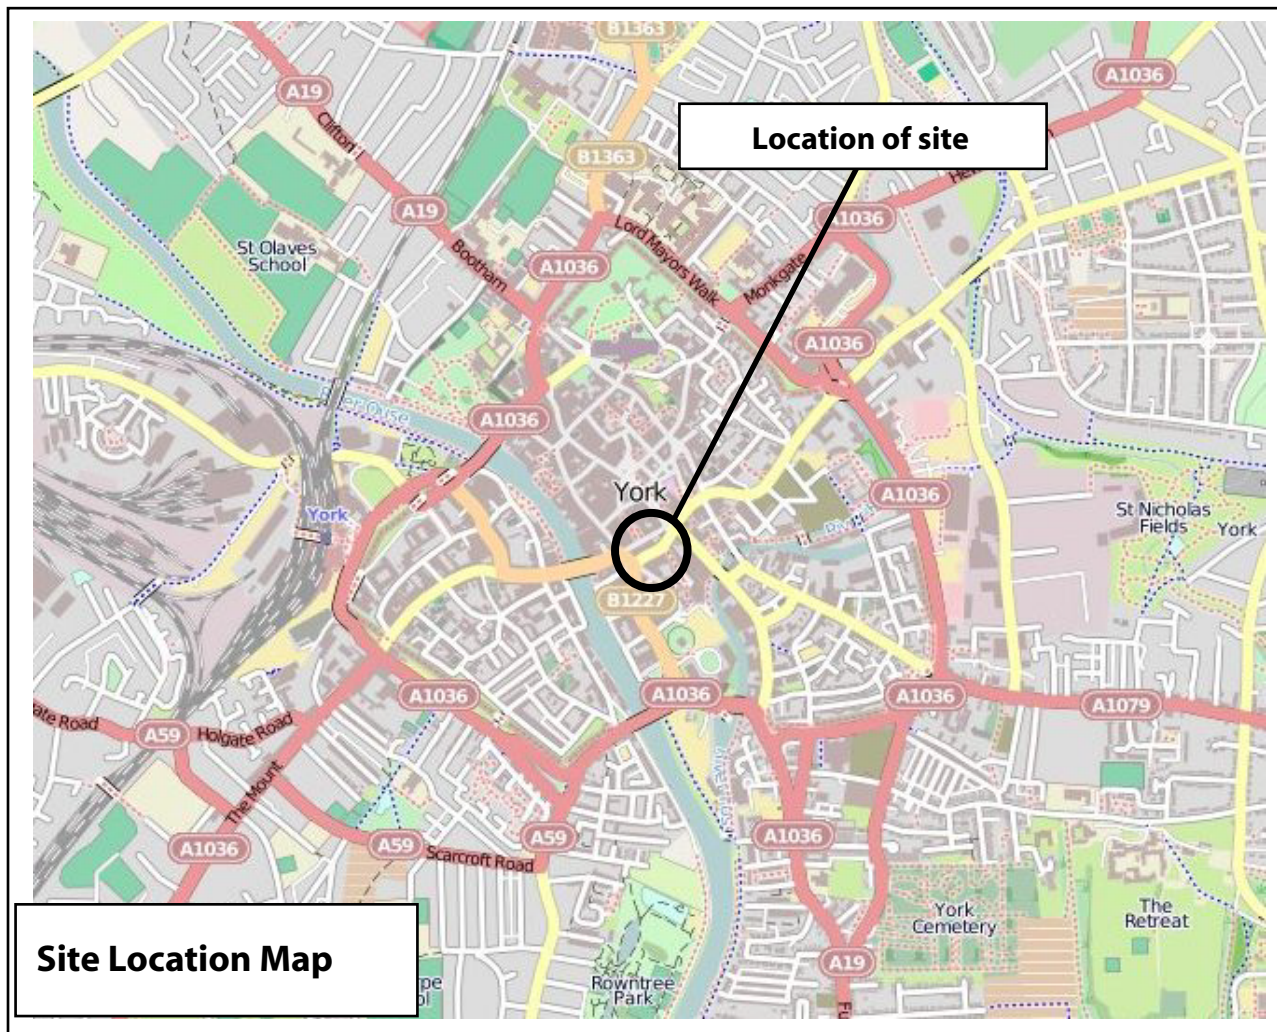 B1363
A1036
A19
Clifton
Location of site
B1363
A19
A1036
Lord Mayors Walk
St Olaves
School
Bootham
A1036
Monkgate
A1036
A1036
York
A1036
York
St Nicholas
Fields
York
B1227
A1036
A1036
A1036
A1079
Holgate Road
A59
The Mount
A1036
A59
Scarcroft Road
A59
A1036
York
Cemetery
The
Retreat
Site Location Map
A19
Rowntree
Park